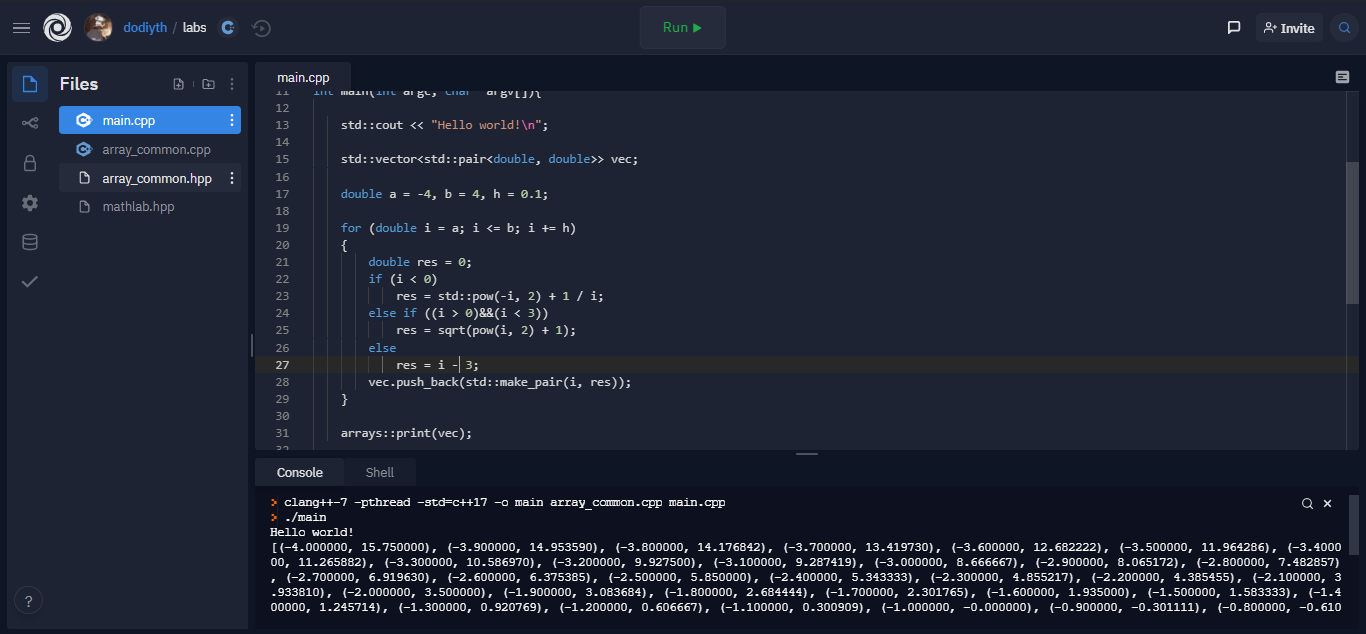 dodiyth / labs
Run
Invite
Files
main.cpp
array_common.cpp
array_common.hpp
mathlab.hpp
?
main.cpp
11 int main(int argc, char* argv[]){
12
13 std::cout << "Hello world!\n";
14
15 std::vector<std::pair<double, double>> vec;
16
17 double a = -4, b = 4, h = 0.1;
18
19 for (double i = a; i <= b; i += h)
20 {
21 double res = 0;
22 if (i < 0)
23 res = std::pow(-i, 2) + 1 / i;
24 else if ((i > 0)&&(i < 3))
25 res = sqrt(pow(i, 2) + 1);
26 else
27 res = i - 3;
28 vec.push_back(std::make_pair(i, res));
29 }
30
31 arrays::print(vec);
32
Console Shell
> clang++-7 -pthread -std=c++17 -o main array_common.cpp main.cpp
> ./main
Hello world!
[(-4.000000, 15.750000), (-3.900000, 14.953590), (-3.800000, 14.176842), (-3.700000, 13.419730), (-3.600000, 12.682222), (-3.500000, 11.964286), (-3.4000
00, 11.265882), (-3.300000, 10.586970), (-3.200000, 9.927500), (-3.100000, 9.287419), (-3.000000, 8.666667), (-2.900000, 8.065172), (-2.800000, 7.482857)
, (-2.700000, 6.919630), (-2.600000, 6.375385), (-2.500000, 5.850000), (-2.400000, 5.343333), (-2.300000, 4.855217), (-2.200000, 4.385455), (-2.100000, 3
.933810), (-2.000000, 3.500000), (-1.900000, 3.083684), (-1.800000, 2.684444), (-1.700000, 2.301765), (-1.600000, 1.935000), (-1.500000, 1.583333), (-1.4
00000, 1.245714), (-1.300000, 0.920769), (-1.200000, 0.606667), (-1.100000, 0.300909), (-1.000000, -0.000000), (-0.900000, -0.301111), (-0.800000, -0.610